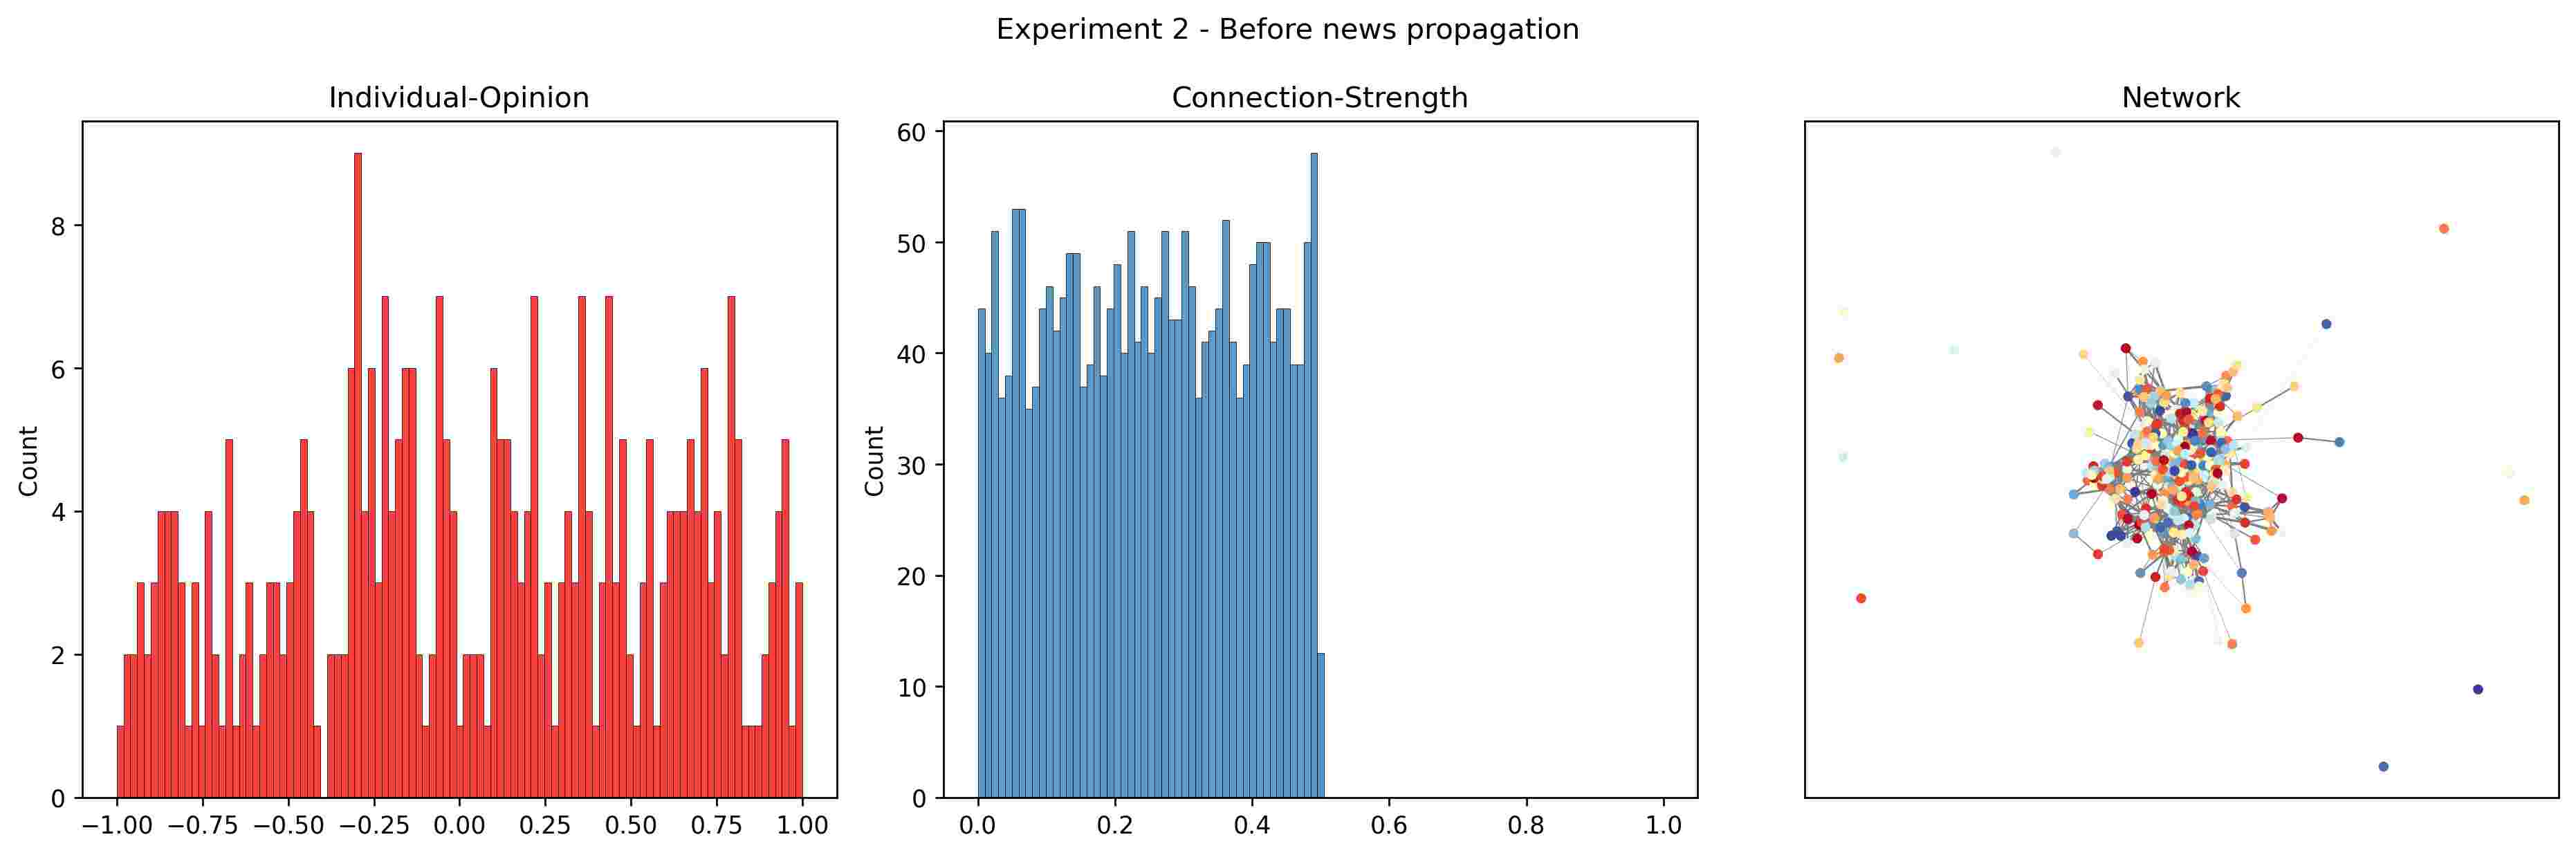 Experiment 2 - Before news propagation
Individual-Opinion
Count
8
6
4
2
0
−1.00 −0.75 −0.50 −0.25 0.00 0.25 0.50 0.75 1.00
Connection-Strength
Count
60
50
40
30
20
10
0
0.0 0.2 0.4 0.6 0.8 1.0
Network